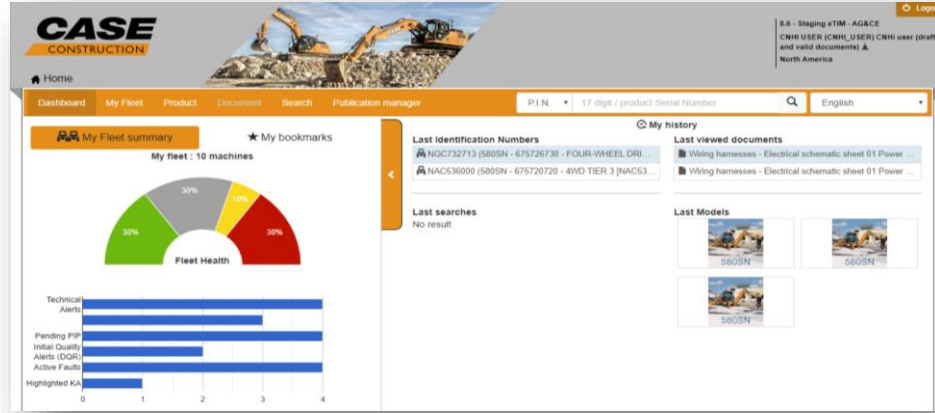 CASE
CONSTRUCTION
Logo
8.6 - Staging eTIM - AG&CE
CNHI USER (CNHI_USER) CNHi user (draft
and valid documents)
North America
Home
Dashboard My Fleet Product Document Search Publication manager
P.I.N. 17 digit / product Serial Number English
My Fleet summary My bookmarks
My fleet : 10 machines
30% 30% 10% 30%
Fleet Health
Technical
Alerts
Pending PIP
Initial Quality
Alerts (DQR)
Active Faults
Highlighted KA
0 1 2 3 4
My history
Last Identification Numbers
NGC732713 (580SN - 675726730 - FOUR-WHEEL DRI...
NAC536000 (580SN - 675720720 - 4WD TIER 3 [NAC53...
Last viewed documents
Wiring harnesses - Electrical schematic sheet 01 Power ...
Wiring harnesses - Electrical schematic sheet 01 Power ...
Last searches
No result
Last Models
580SN 580SN
580SN